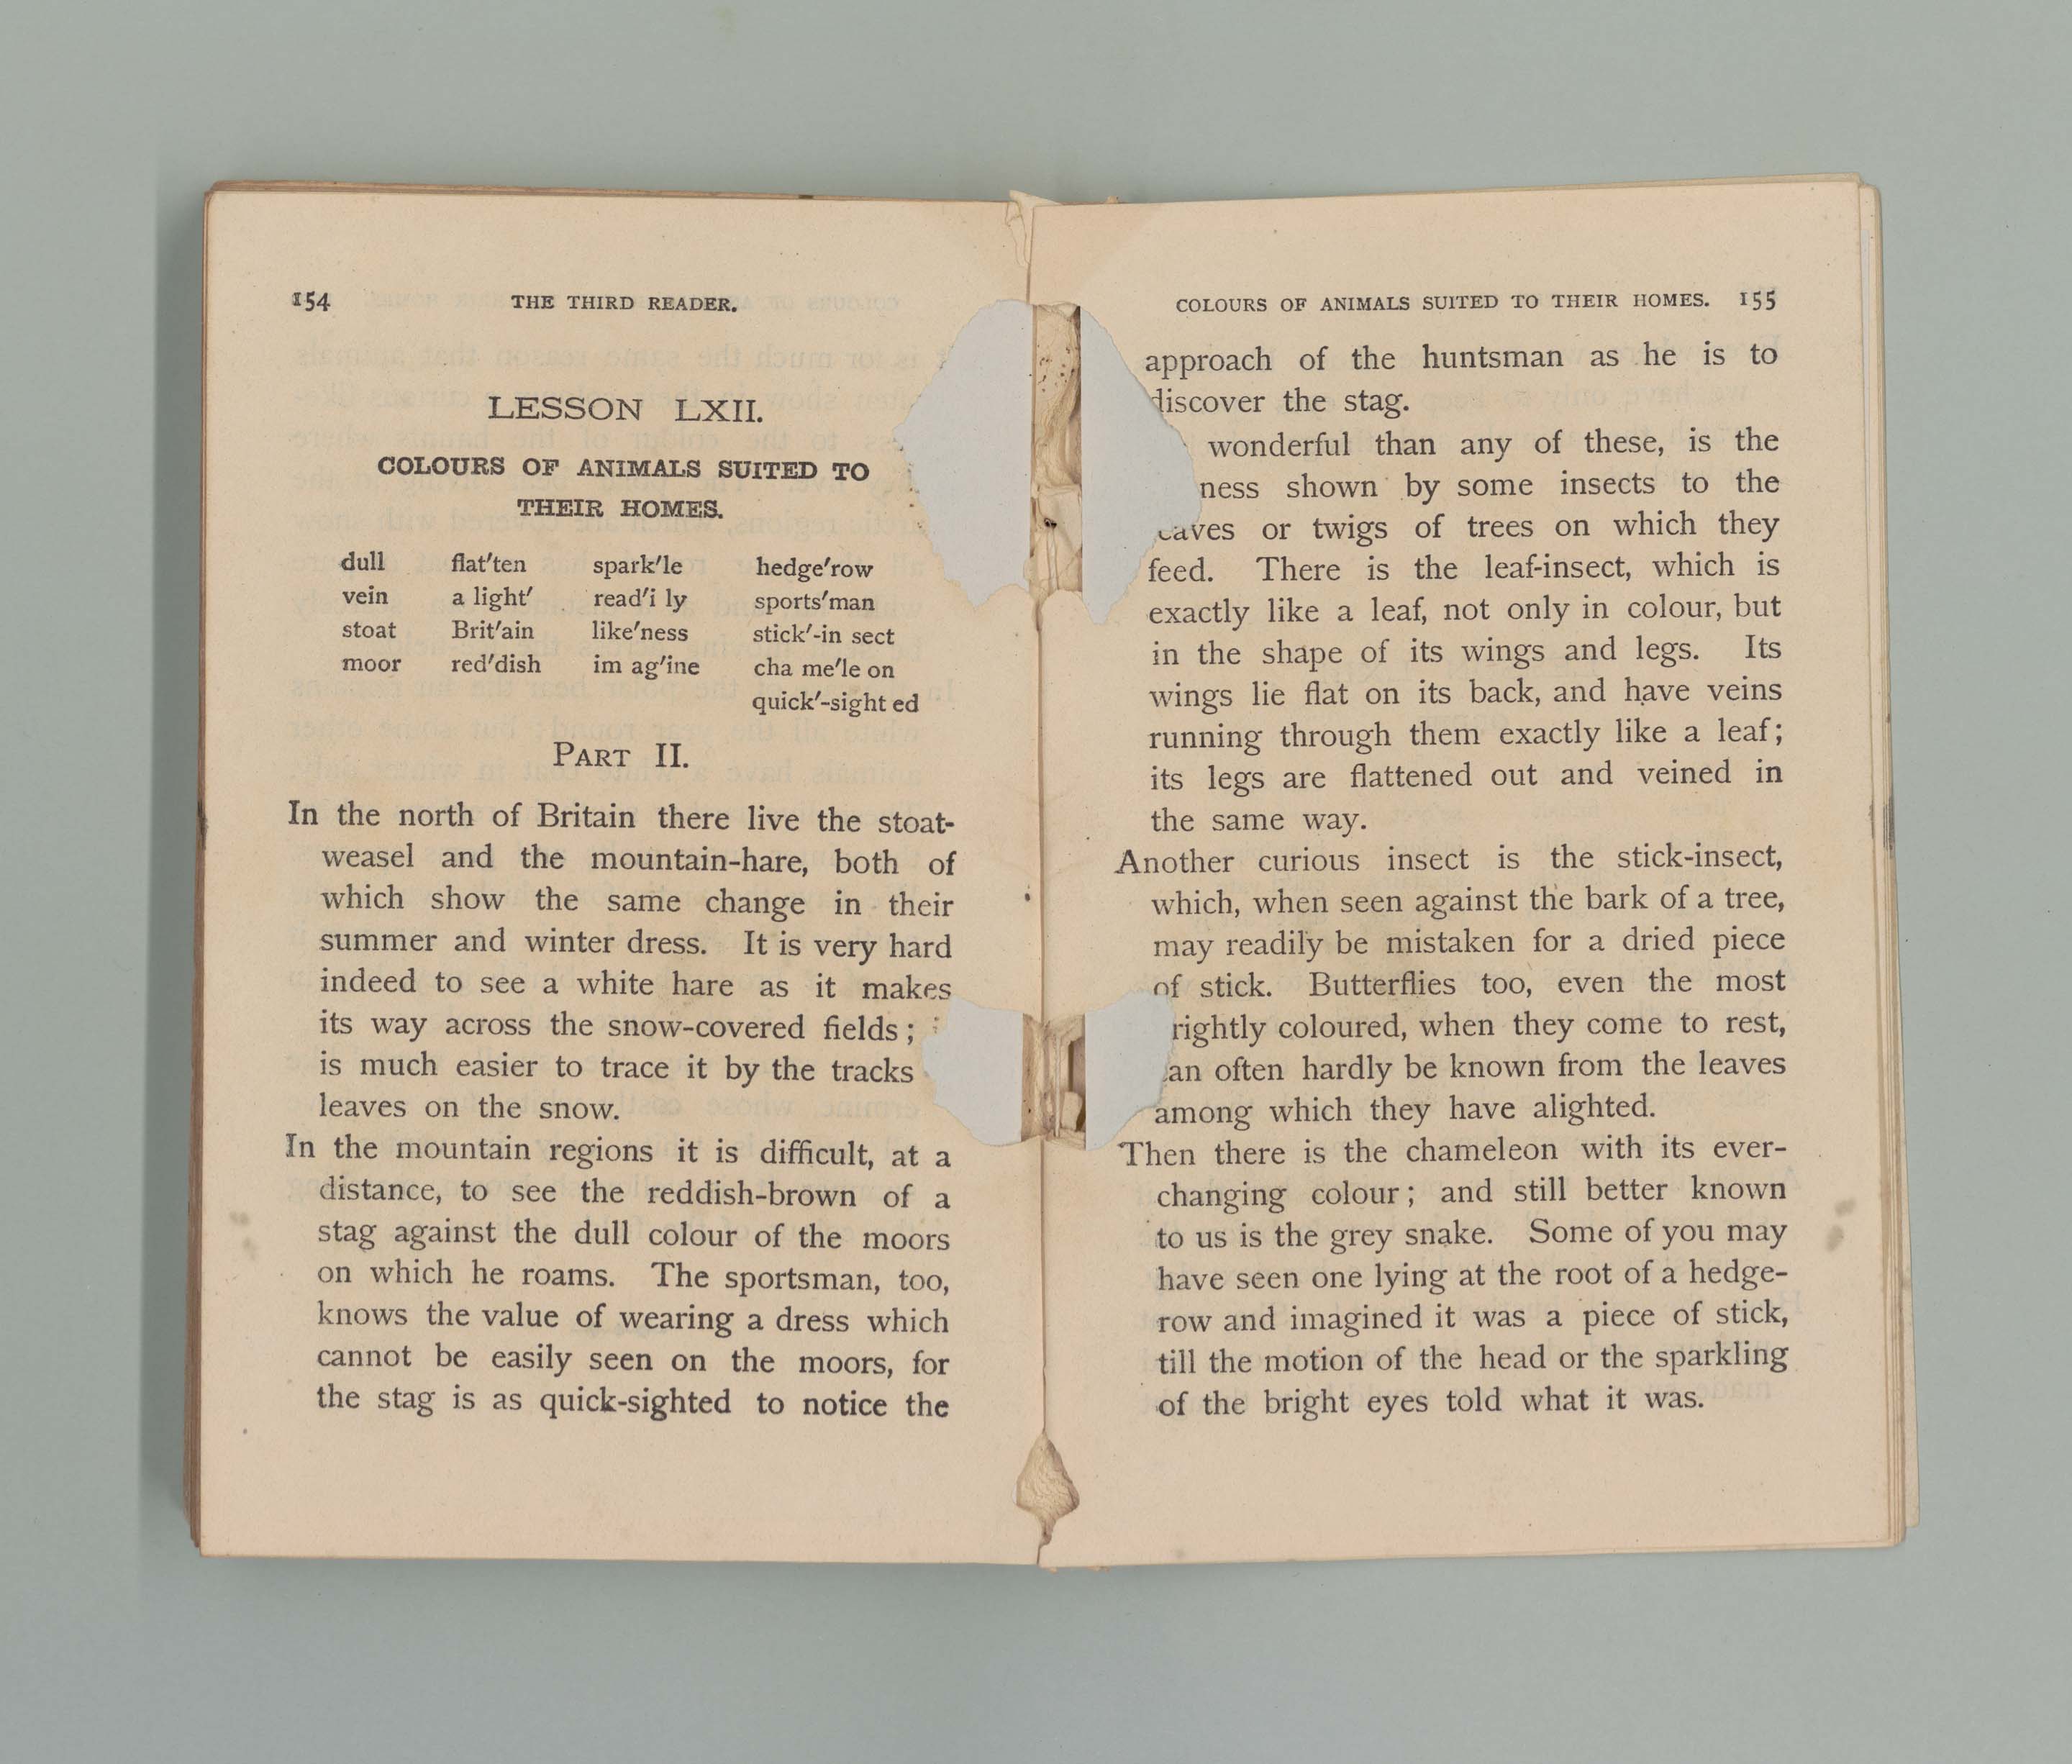 154 THE THIRD READER.
LESSON LXII.
COLOURS OF ANIMALS SUITED TO
THEIR HOMES.
dull flat'ten spark'le hedge'row
vein a light' read'i ly sports'man
stoat Brit'ain like'ness stick'-in sect
moor red'dish im ag'ine cha me'le on
quick'-sight ed
PART II.
In the north of Britain there live the stoat-
weasel and the mountain-hare, both of
which show the same change in their
summer and winter dress. It is very hard
indeed to see a white hare as it makes
its way across the snow-covered fields;
is much easier to trace it by the tracks
leaves on the snow.
In the mountain regions it is difficult, at a
distance, to see the reddish-brown of a
stag against the dull colour of the moors
on which he roams. The sportsman, too,
knows the value of wearing a dress which
cannot be easily seen on the moors, for
the stag is as quick-sighted to notice the
COLOURS OF ANIMALS SUITED TO THEIR HOMES. 155
approach of the huntsman as he is to
discover the stag.
wonderful than any of these, is the
ness shown by some insects to the
eaves or twigs of trees on which they
feed. There is the leaf-insect, which is
exactly like a leaf, not only in colour, but
in the shape of its wings and legs. Its
wings lie flat on its back, and have veins
running through them exactly like a leaf;
its legs are flattened out and veined in
the same way.
Another curious insect is the stick-insect,
which, when seen against the bark of a tree,
may readily be mistaken for a dried piece
of stick. Butterflies too, even the most
rightly coloured, when they come to rest,
an often hardly be known from the leaves
among which they have alighted.
Then there is the chameleon with its ever-
changing colour; and still better known
to us is the grey snake. Some of you may
have seen one lying at the root of a hedge-
row and imagined it was a piece of stick,
till the motion of the head or the sparkling
of the bright eyes told what it was.